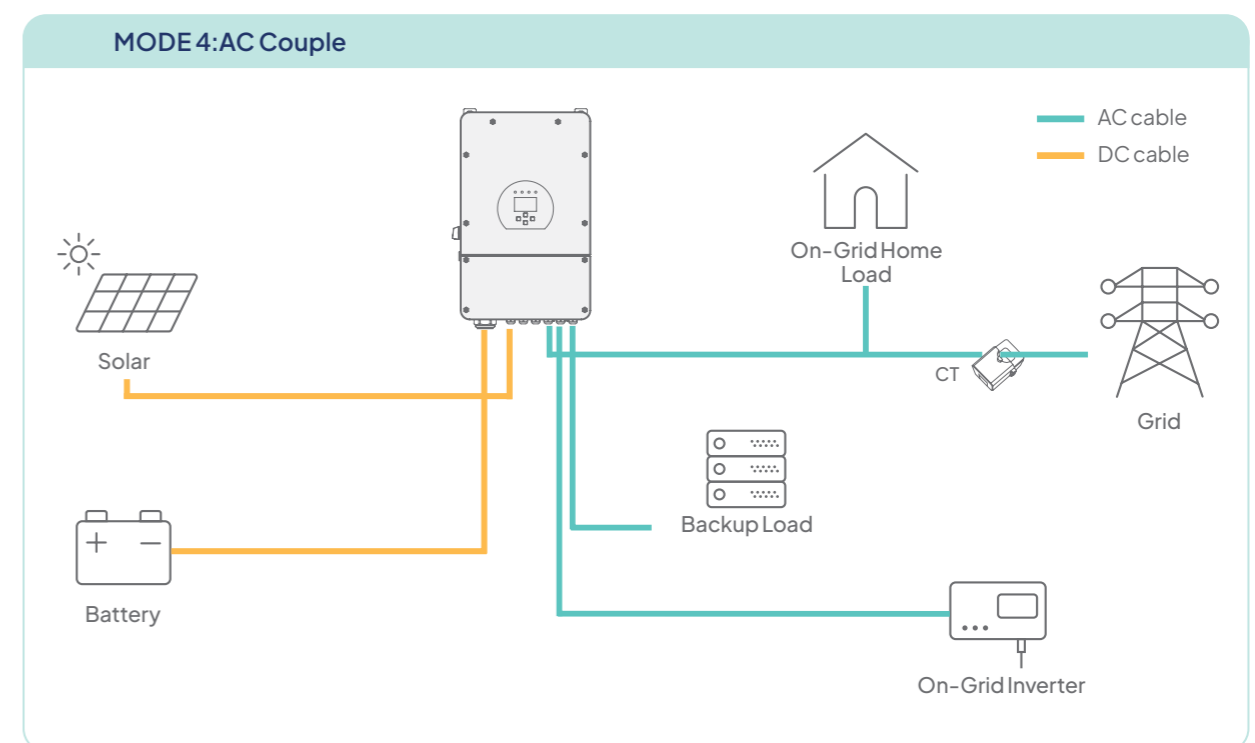 MODE 4:AC Couple
AC cable
DC cable
On-Grid Home
Load
Solar
CT
Grid
Backup Load
Battery
On-Grid Inverter